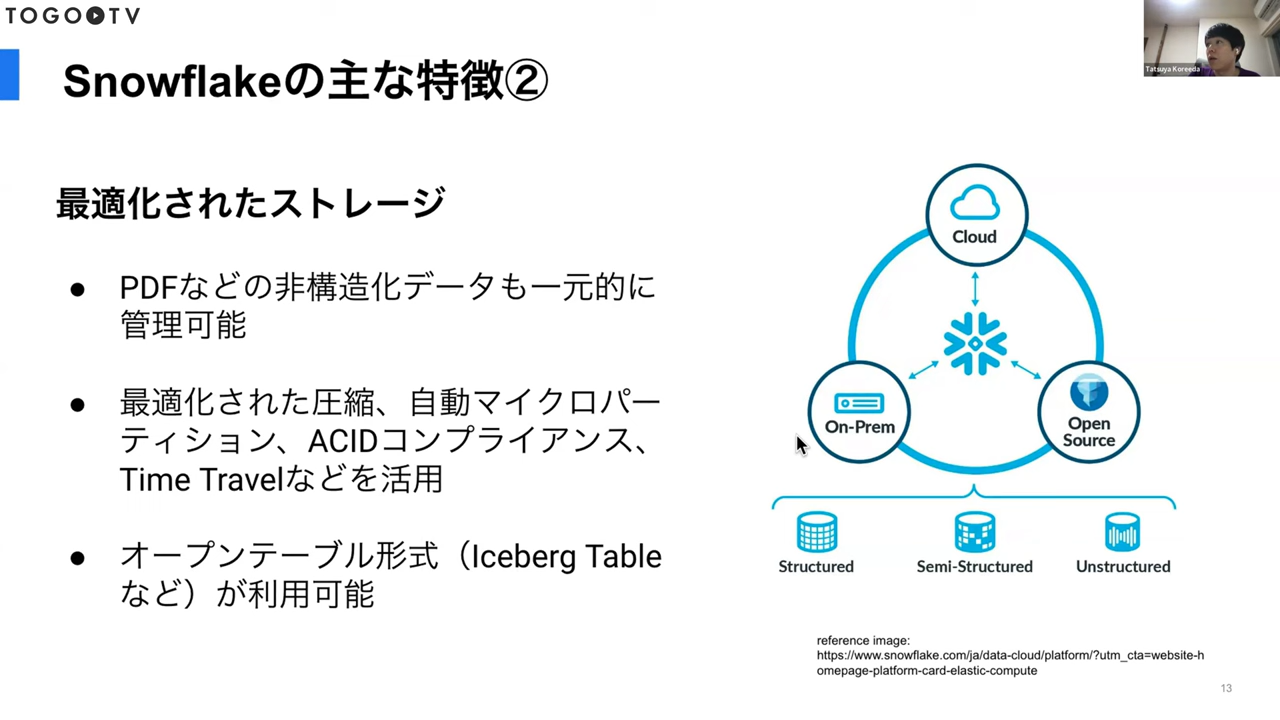 TOGOTV
Tatsuya Koreeda
Snowflakeの主な特徴②
最適化されたストレージ
● PDFなどの非構造化データも一元的に
管理可能
● 最適化された圧縮、自動マイクロパー
ティション、ACIDコンプライアンス、
Time Travelなどを活用
● オープンテーブル形式（Iceberg Table
など）が利用可能
Cloud
On-Prem
Open
Source
Structured
Semi-Structured
Unstructured
reference image:
https://www.snowflake.com/ja/data-cloud/platform/?utm_cta=website-h
omepage-platform-card-elastic-compute
13